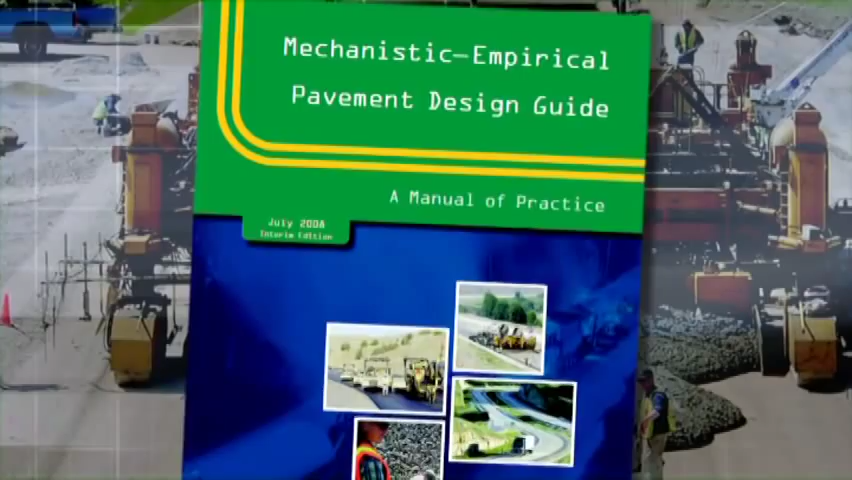 Mechanistic-Empirical
Pavement Design Guide
A Manual of Practice
July 2008
Interim Edition